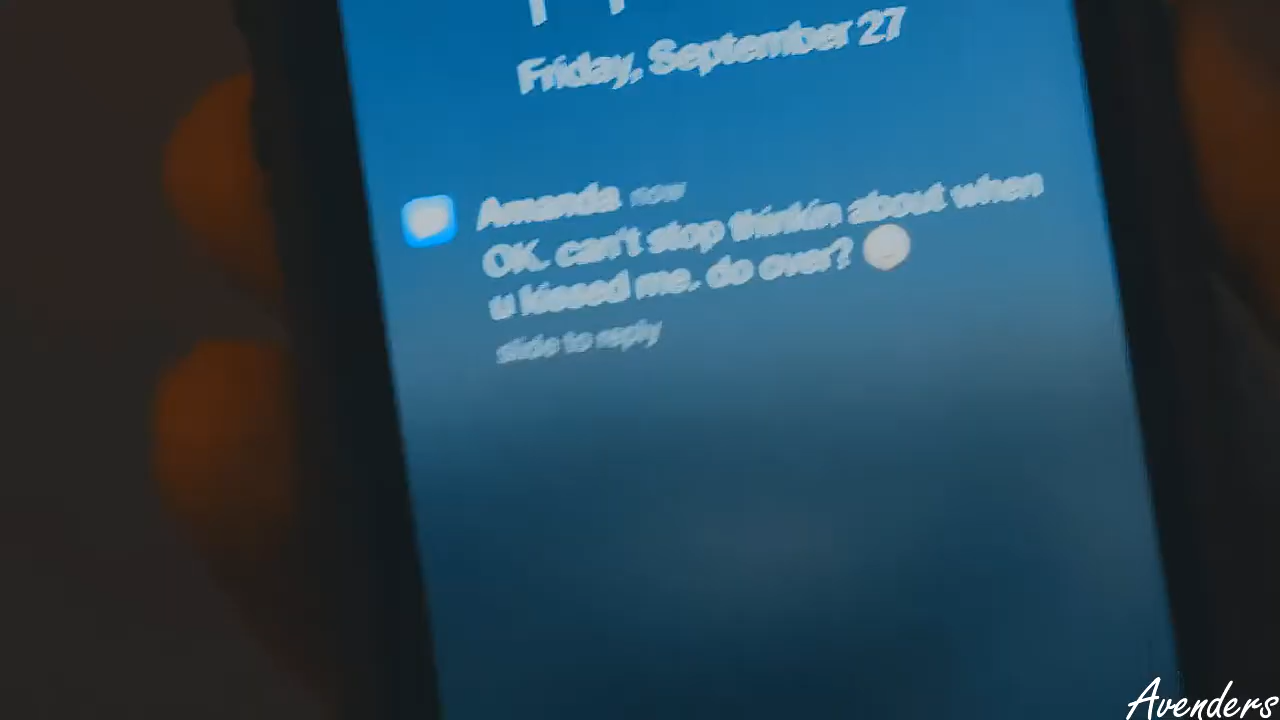 Friday, September 27
Amanda now
OK. can't stop thinkin about when
u kissed me. do over?
slide to reply
Avenders